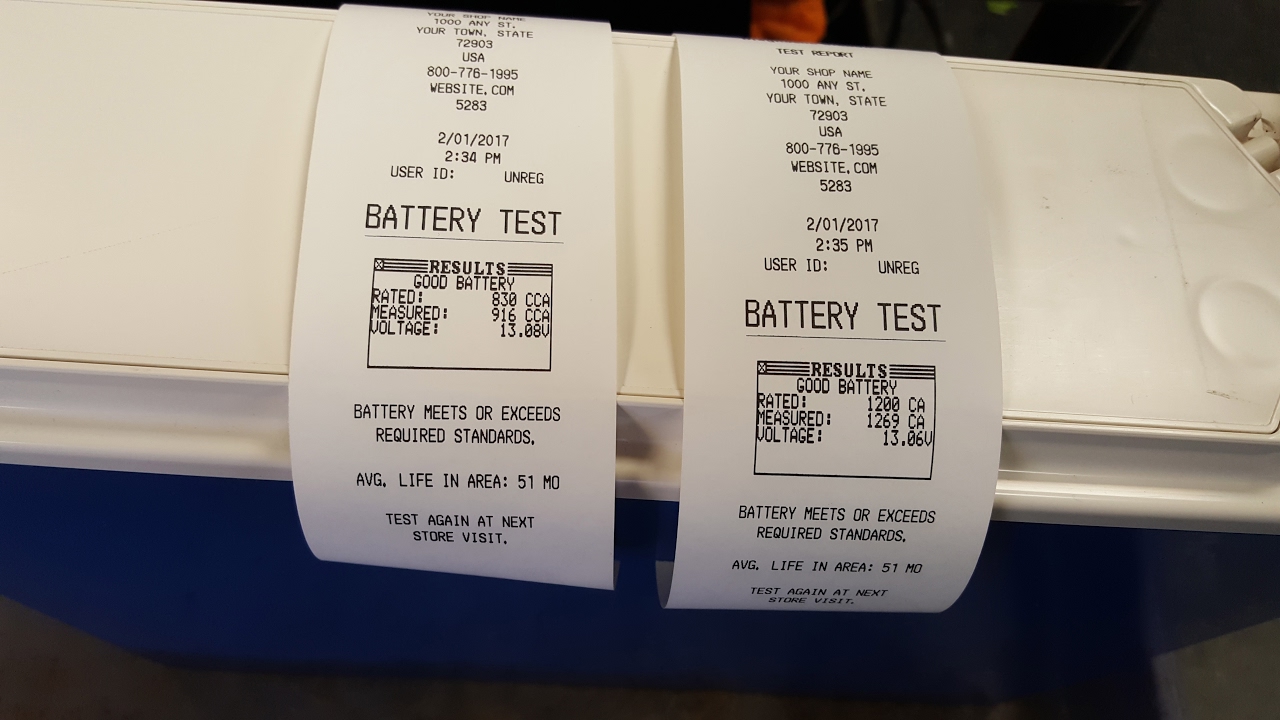 YOUR SHOP NAME
1000 ANY ST.
YOUR TOWN, STATE
72903
USA
800-776-1995
WEBSITE.COM
5283
2/01/2017
2:34 PM
USER ID: UNREG
BATTERY TEST
RESULTS
GOOD BATTERY
RATED: 830 CCA
MEASURED: 916 CCA
VOLTAGE: 13.08V
BATTERY MEETS OR EXCEEDS
REQUIRED STANDARDS.
AVG. LIFE IN AREA: 51 MO
TEST AGAIN AT NEXT
STORE VISIT.
TEST REPORT
YOUR SHOP NAME
1000 ANY ST.
YOUR TOWN, STATE
72903
USA
800-776-1995
WEBSITE.COM
5283
2/01/2017
2:35 PM
USER ID: UNREG
BATTERY TEST
RESULTS
GOOD BATTERY
RATED: 1200 CA
MEASURED: 1269 CA
VOLTAGE: 13.06V
BATTERY MEETS OR EXCEEDS
REQUIRED STANDARDS.
AVG. LIFE IN AREA: 51 MO
TEST AGAIN AT NEXT
STORE VISIT.